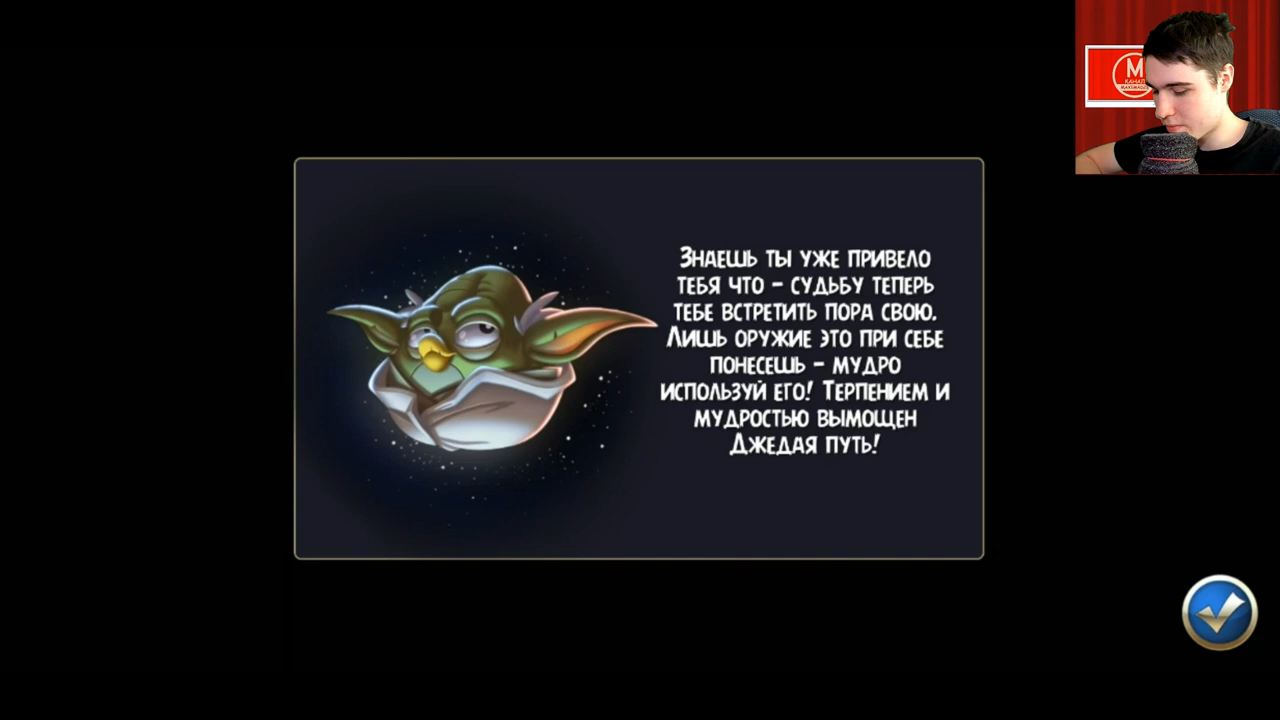 М
КАНАЛ
Знаешь ты уже привело
тебя что - судьбу теперь
тебе встретить пора свою.
Лишь оружие это при себе
понесешь - мудро
используй его! Терпением и
мудростью вымощен
Джедая путь!